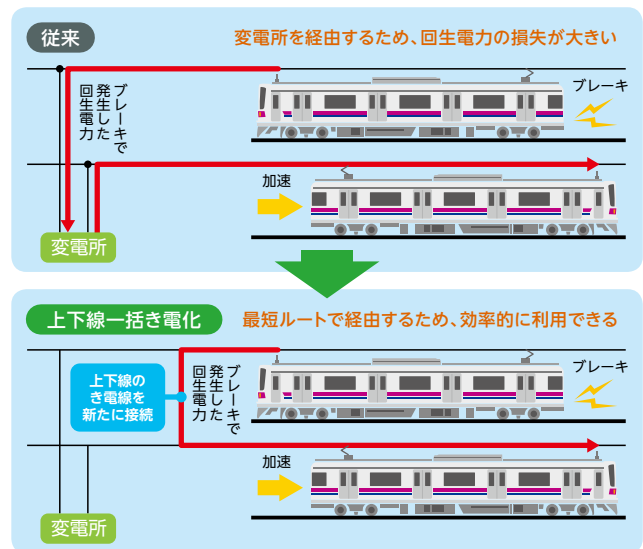 従来
変電所を経由するため、回生電力の損失が大きい
ブレーキで
発生した
回生電力
ブレーキ
加速
変電所
上下線一括き電化
最短ルートで経由するため、効率的に利用できる
上下線の
き電線を
新たに接続
ブレーキで
発生した
回生電力
ブレーキ
加速
変電所